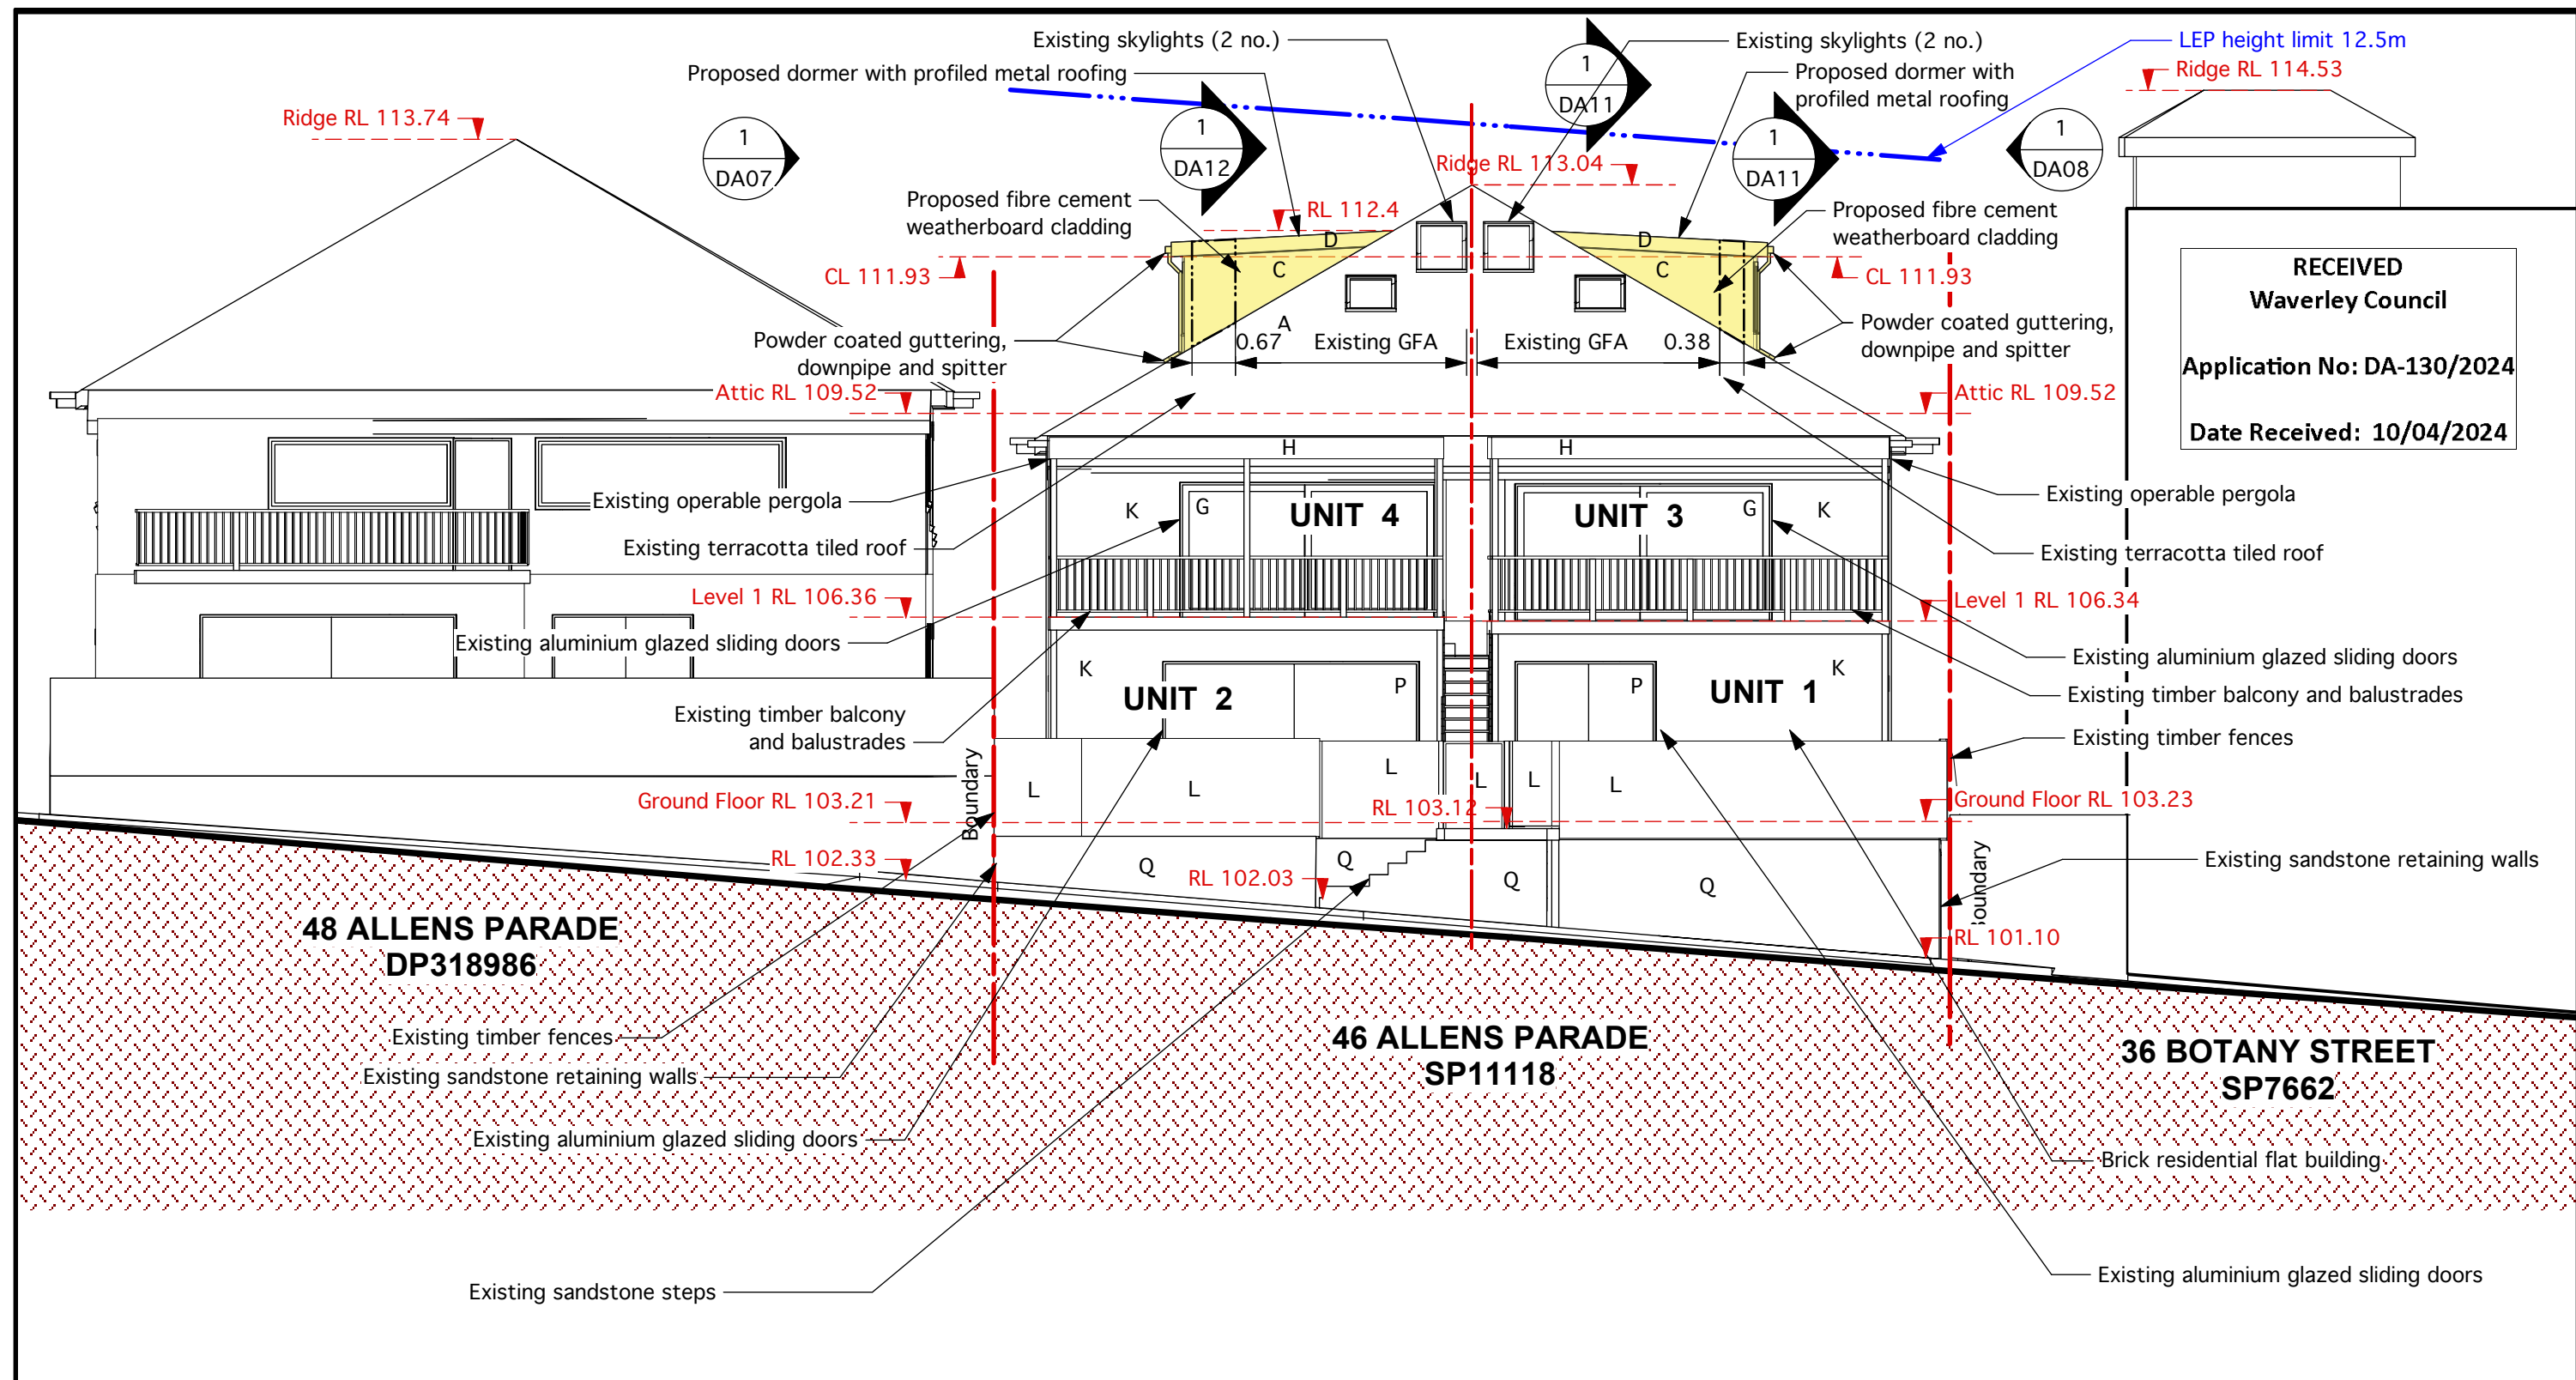 Existing skylights (2 no.)
Existing skylights (2 no.)
LEP height limit 12.5m
Proposed dormer with profiled metal roofing
Proposed dormer with
profiled metal roofing
Ridge RL 114.53
1
DA11
Ridge RL 113.74
1
DA07
1
DA12
1
DA11
1
DA08
Ridge RL 113.04
Proposed fibre cement
weatherboard cladding
RL 112.4
Proposed fibre cement
weatherboard cladding
D
D
C
C
CL 111.93
CL 111.93
RECEIVED
Waverley Council
Application No: DA-130/2024
Date Received: 10/04/2024
A
Powder coated guttering,
downpipe and spitter
0.67
Existing GFA
Existing GFA
0.38
Powder coated guttering,
downpipe and spitter
Attic RL 109.52
Attic RL 109.52
H
H
Existing operable pergola
Existing operable pergola
K
G
UNIT 4
UNIT 3
G
K
Existing terracotta tiled roof
Existing terracotta tiled roof
Level 1 RL 106.36
Level 1 RL 106.34
Existing aluminium glazed sliding doors
Existing aluminium glazed sliding doors
K
UNIT 2
P
P
UNIT 1
K
Existing timber balcony and balustrades
Existing timber balcony
and balustrades
Existing timber fences
Boundary
L
L
L
L
L
L
Ground Floor RL 103.21
RL 103.12
Ground Floor RL 103.23
RL 102.33
Q
Q
Q
Q
RL 102.03
Boundary
Existing sandstone retaining walls
RL 101.10
48 ALLENS PARADE
DP318986
Existing timber fences
Existing sandstone retaining walls
46 ALLENS PARADE
SP11118
36 BOTANY STREET
SP7662
Existing aluminium glazed sliding doors
Brick residential flat building
Existing sandstone steps
Existing aluminium glazed sliding doors